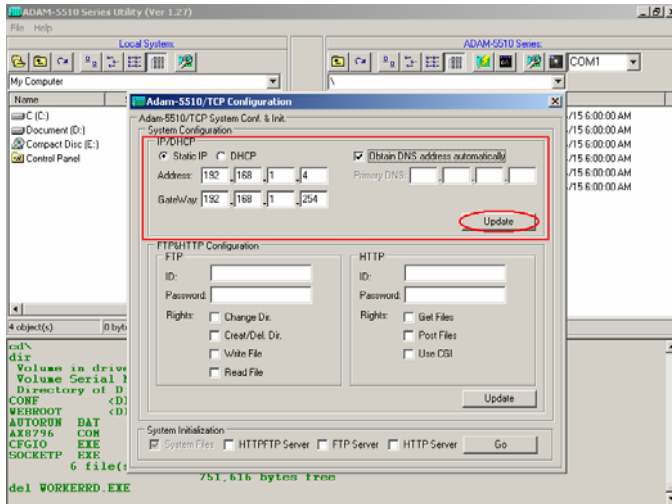 ADAM-5510 Series Utility (Ver 1.27)
File Help
Local System:
ADAM-5510 Series:
COM1
My Computer
\
Name
C (C:)
Document (D:)
Compact Disc (E:)
Control Panel
/15 6:00:00 AM
/15 6:00:00 AM
/15 6:00:00 AM
/15 6:00:00 AM
/15 6:00:00 AM
/15 6:00:00 AM
Adam-5510/TCP Configuration
Adam-5510/TCP System Conf. & Init.
System Configuration
IP/DHCP
Static IP DHCP
Obtain DNS address automatically
Address: 192 . 168 . 1 . 4
Primary DNS: . . .
GateWay: 192 . 168 . 1 . 254
Update
FTP&HTTP Configuration
FTP
ID:
Password:
Rights: Change Dir.
Creat/Del. Dir.
Write File
Read File
HTTP
ID:
Password:
Rights: Get Files
Post Files
Use CGI
Update
System Initialization
System Files HTTPFTP Server FTP Server HTTP Server Go
4 object(s) 0 byt
cd\
dir
Volume in drive
Volume Serial
Directory of D
CONF <D
WEBROOT <D
AUTORUN BAT
AX8796 COM
CFGIO EXE
SOCKETP EXE
6 file(s
751,616 bytes free
del WORKERRD.EXE